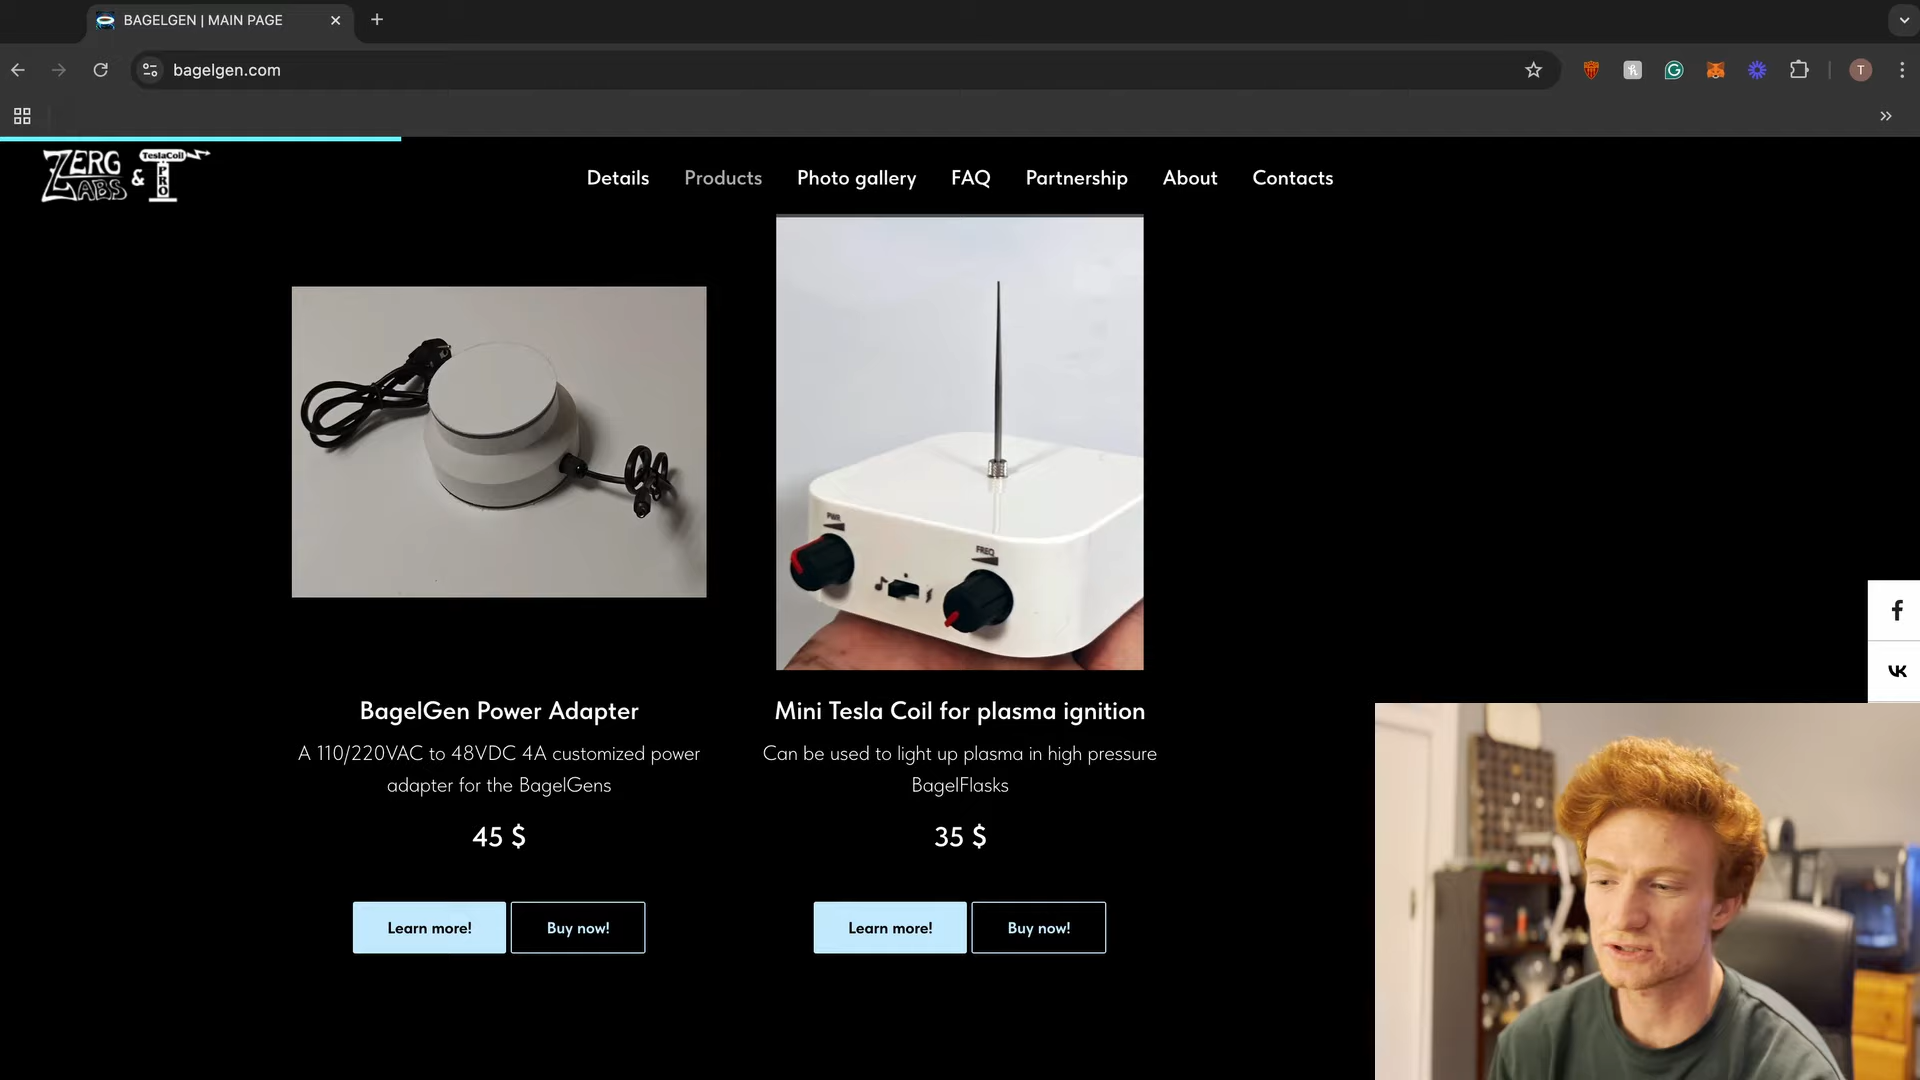 BAGELGEN | MAIN PAGE
bagelgen.com
T
ZERG LABS & TeslaCoil PRO
Details Products Photo gallery FAQ Partnership About Contacts
PWR
FREQ
BagelGen Power Adapter
A 110/220VAC to 48VDC 4A customized power
adapter for the BagelGens
45 $
Learn more! Buy now!
Mini Tesla Coil for plasma ignition
Can be used to light up plasma in high pressure
BagelFlasks
35 $
Learn more! Buy now!